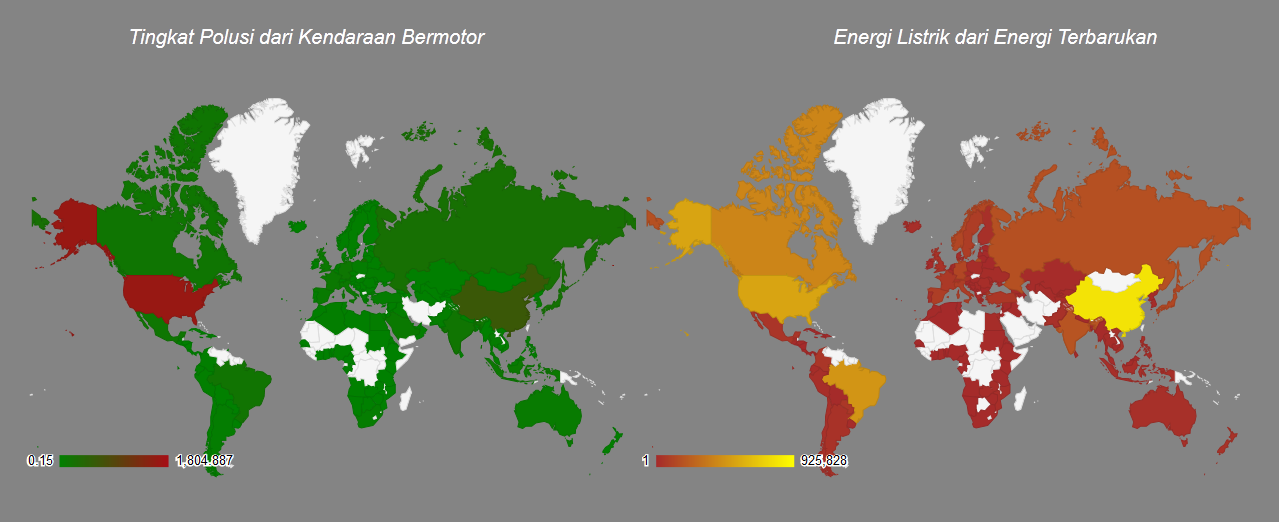 Tingkat Polusi dari Kendaraan Bermotor
Energi Listrik dari Energi Terbarukan
0.15 1,804.887
1 925,828